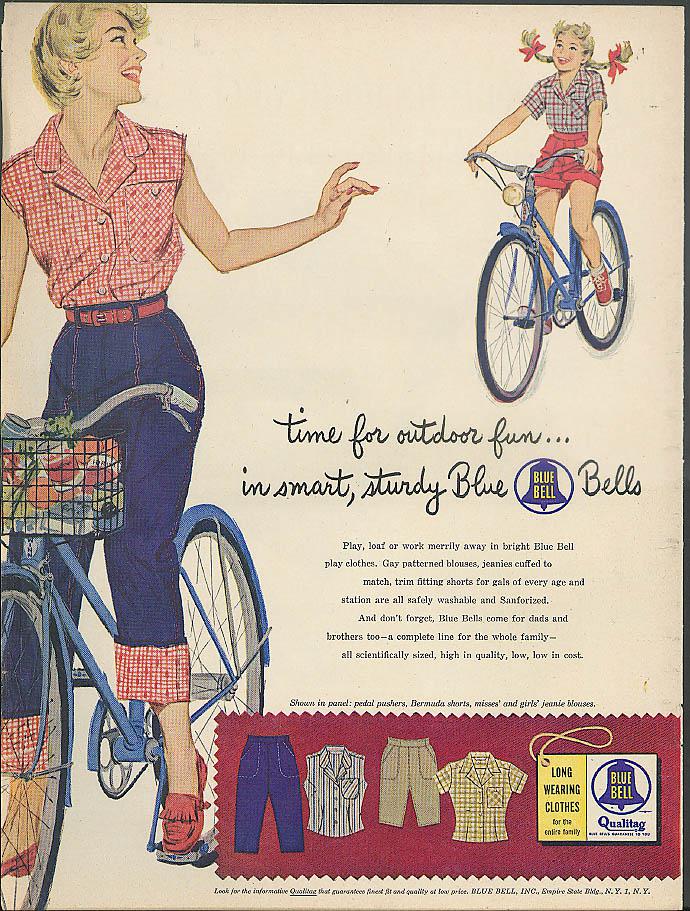 time for outdoor fun...
in smart, sturdy Blue BLUE BELL Bells
Play, loaf or work merrily away in bright Blue Bell
play clothes. Gay patterned blouses, jeanies cuffed to
match, trim fitting shorts for gals of every age and
station are all safely washable and Sanforized.
And don't forget, Blue Bells come for dads and
brothers too—a complete line for the whole family—
all scientifically sized, high in quality, low, low in cost.
Shown in panel: pedal pushers, Bermuda shorts, misses' and girls' jeanie blouses.
LONG
WEARING
CLOTHES
for the
entire family
BLUE
BELL
Qualitag
BLUE BELL'S GUARANTEE TO YOU
Look for the informative Qualitag that guarantees finest fit and quality at low price. BLUE BELL, INC., Empire State Bldg., N.Y. 1, N.Y.